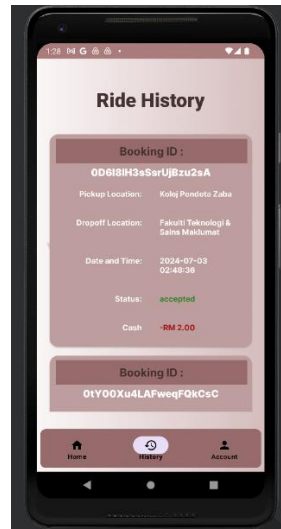 1:28
Ride History
Booking ID :
0D6I8IH3sSsrUjBzu2sA
Pickup Location: Kolej Pendeta Zaba
Dropoff Location: Fakulti Teknologi &
Sains Maklumat
Date and Time: 2024-07-03
02:48:36
Status: accepted
Cash -RM 2.00
Booking ID :
0tY00Xu4LAFweqFQkCsC
Home
History
Account